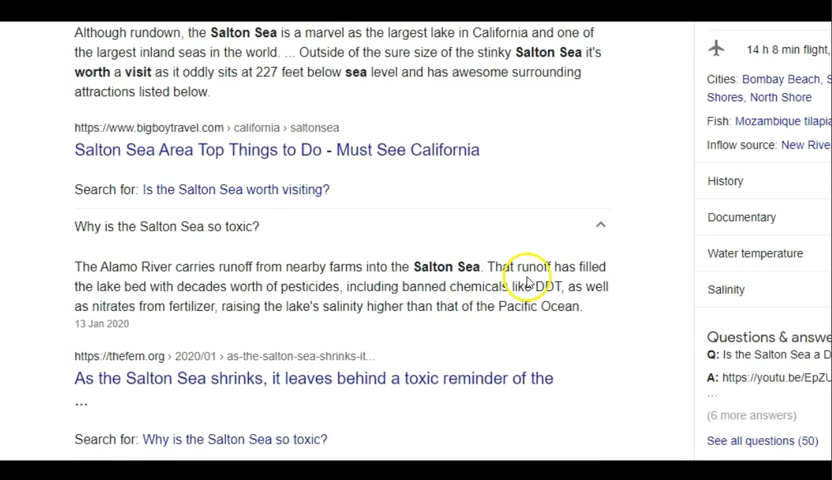 Although rundown, the Salton Sea is a marvel as the largest lake in California and one of
the largest inland seas in the world. ... Outside of the sure size of the stinky Salton Sea it's
worth a visit as it oddly sits at 227 feet below sea level and has awesome surrounding
attractions listed below.
https://www.bigboytravel.com › california › saltonsea
Salton Sea Area Top Things to Do - Must See California
Search for: Is the Salton Sea worth visiting?
Why is the Salton Sea so toxic?
The Alamo River carries runoff from nearby farms into the Salton Sea. That runoff has filled
the lake bed with decades worth of pesticides, including banned chemicals like DDT, as well
as nitrates from fertilizer, raising the lake's salinity higher than that of the Pacific Ocean.
13 Jan 2020
https://thefern.org › 2020/01 › as-the-salton-sea-shrinks-it...
As the Salton Sea shrinks, it leaves behind a toxic reminder of the
...
Search for: Why is the Salton Sea so toxic?
14 h 8 min flight,
Cities: Bombay Beach, S
Shores, North Shore
Fish: Mozambique tilapia
Inflow source: New Rive
History
Documentary
Water temperature
Salinity
Questions & answe
Q: Is the Salton Sea a D
A: https://youtu.be/EpZU
...
(6 more answers)
See all questions (50)